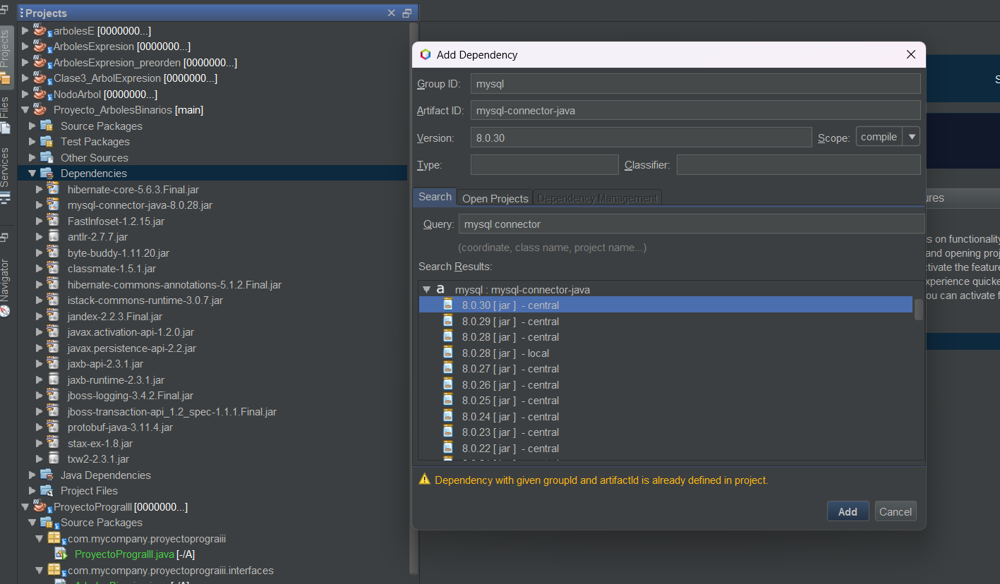 Projects
Projects
Files
Services
Navigator
arbolesE [0000000...]
ArbolesExpresion [0000000...]
ArbolesExpresion_preorden [0000000...]
Clase3_ArbolExpresion [0000000...]
NodoArbol [0000000...]
Proyecto_ArbolesBinarios [main]
Source Packages
Test Packages
Other Sources
Dependencies
hibernate-core-5.6.3.Final.jar
mysql-connector-java-8.0.28.jar
FastInfoset-1.2.15.jar
antlr-2.7.7.jar
byte-buddy-1.11.20.jar
classmate-1.5.1.jar
hibernate-commons-annotations-5.1.2.Final.jar
istack-commons-runtime-3.0.7.jar
jandex-2.2.3.Final.jar
javax.activation-api-1.2.0.jar
javax.persistence-api-2.2.jar
jaxb-api-2.3.1.jar
jaxb-runtime-2.3.1.jar
jboss-logging-3.4.2.Final.jar
jboss-transaction-api_1.2_spec-1.1.1.Final.jar
protobuf-java-3.11.4.jar
stax-ex-1.8.jar
txw2-2.3.1.jar
Java Dependencies
Project Files
ProyectoPrograIII [0000000...]
Source Packages
com.mycompany.proyectoprograiii
ProyectoPrograIII.java [-/A]
com.mycompany.proyectoprograiii.interfaces
Add Dependency
Group ID: mysql
Artifact ID: mysql-connector-java
Version: 8.0.30 Scope: compile
Type: Classifier:
Search Open Projects Dependency Management
Query: mysql connector
(coordinate, class name, project name...)
Search Results:
a mysql : mysql-connector-java
8.0.30 [ jar ] - central
8.0.29 [ jar ] - central
8.0.28 [ jar ] - central
8.0.28 [ jar ] - local
8.0.27 [ jar ] - central
8.0.26 [ jar ] - central
8.0.25 [ jar ] - central
8.0.24 [ jar ] - central
8.0.23 [ jar ] - central
8.0.22 [ jar ] - central
Dependency with given groupId and artifactId is already defined in project.
Add Cancel
S
ures
s on functionality
and opening proj
tivate the feature
xperience quicke
ou can activate f